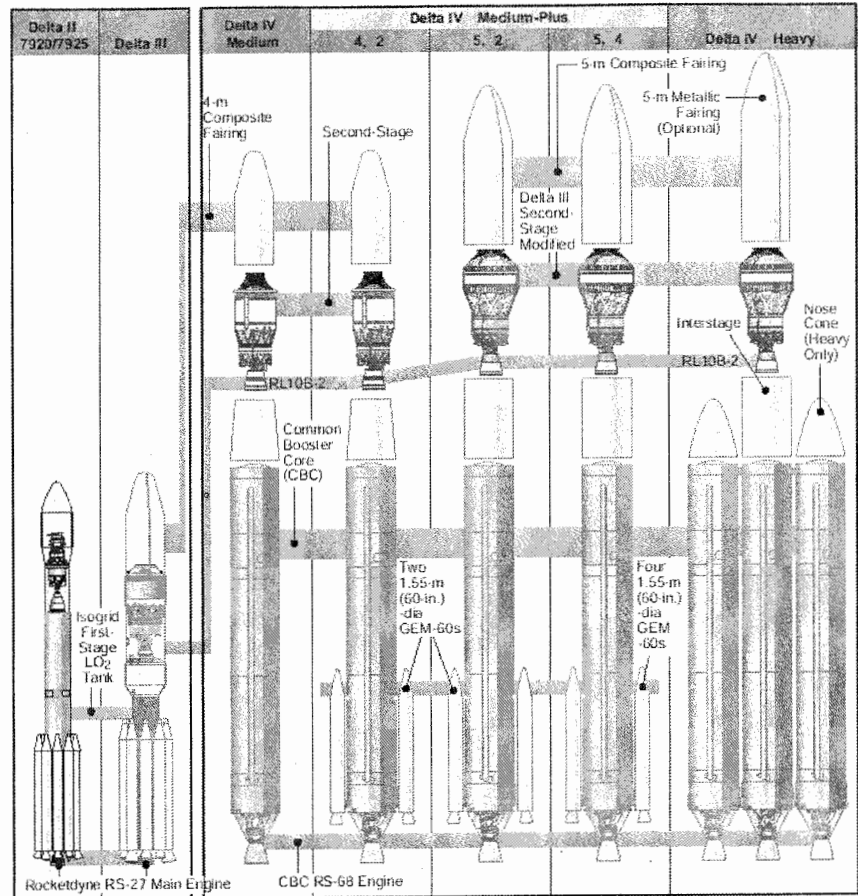 Delta II
7920/7925
Delta III
Delta IV
Medium
Delta IV Medium-Plus
4, 2
5, 2
5, 4
Delta IV Heavy
4-m
Composite
Fairing
Second-Stage
5-m Composite Fairing
5-m Metallic
Fairing
(Optional)
Delta III
Second-
Stage
Modified
Interstage
Nose
Cone
(Heavy
Only)
RL10B-2
RL10B-2
Common
Booster
Core
(CBC)
Two
1.55-m
(60-in.)
-dia
GEM-60s
Four
1.55-m
(60-in.)
-dia
GEM
-60s
Isogrid
First-
Stage
LO2
Tank
Rocketdyne RS-27 Main Engine
CBC RS-68 Engine